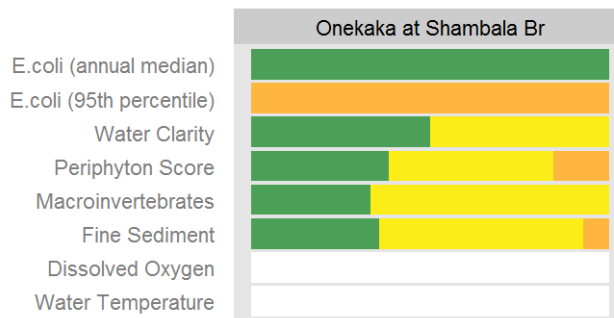 Onekaka at Shambala Br
E.coli (annual median)
E.coli (95th percentile)
Water Clarity
Periphyton Score
Macroinvertebrates
Fine Sediment
Dissolved Oxygen
Water Temperature